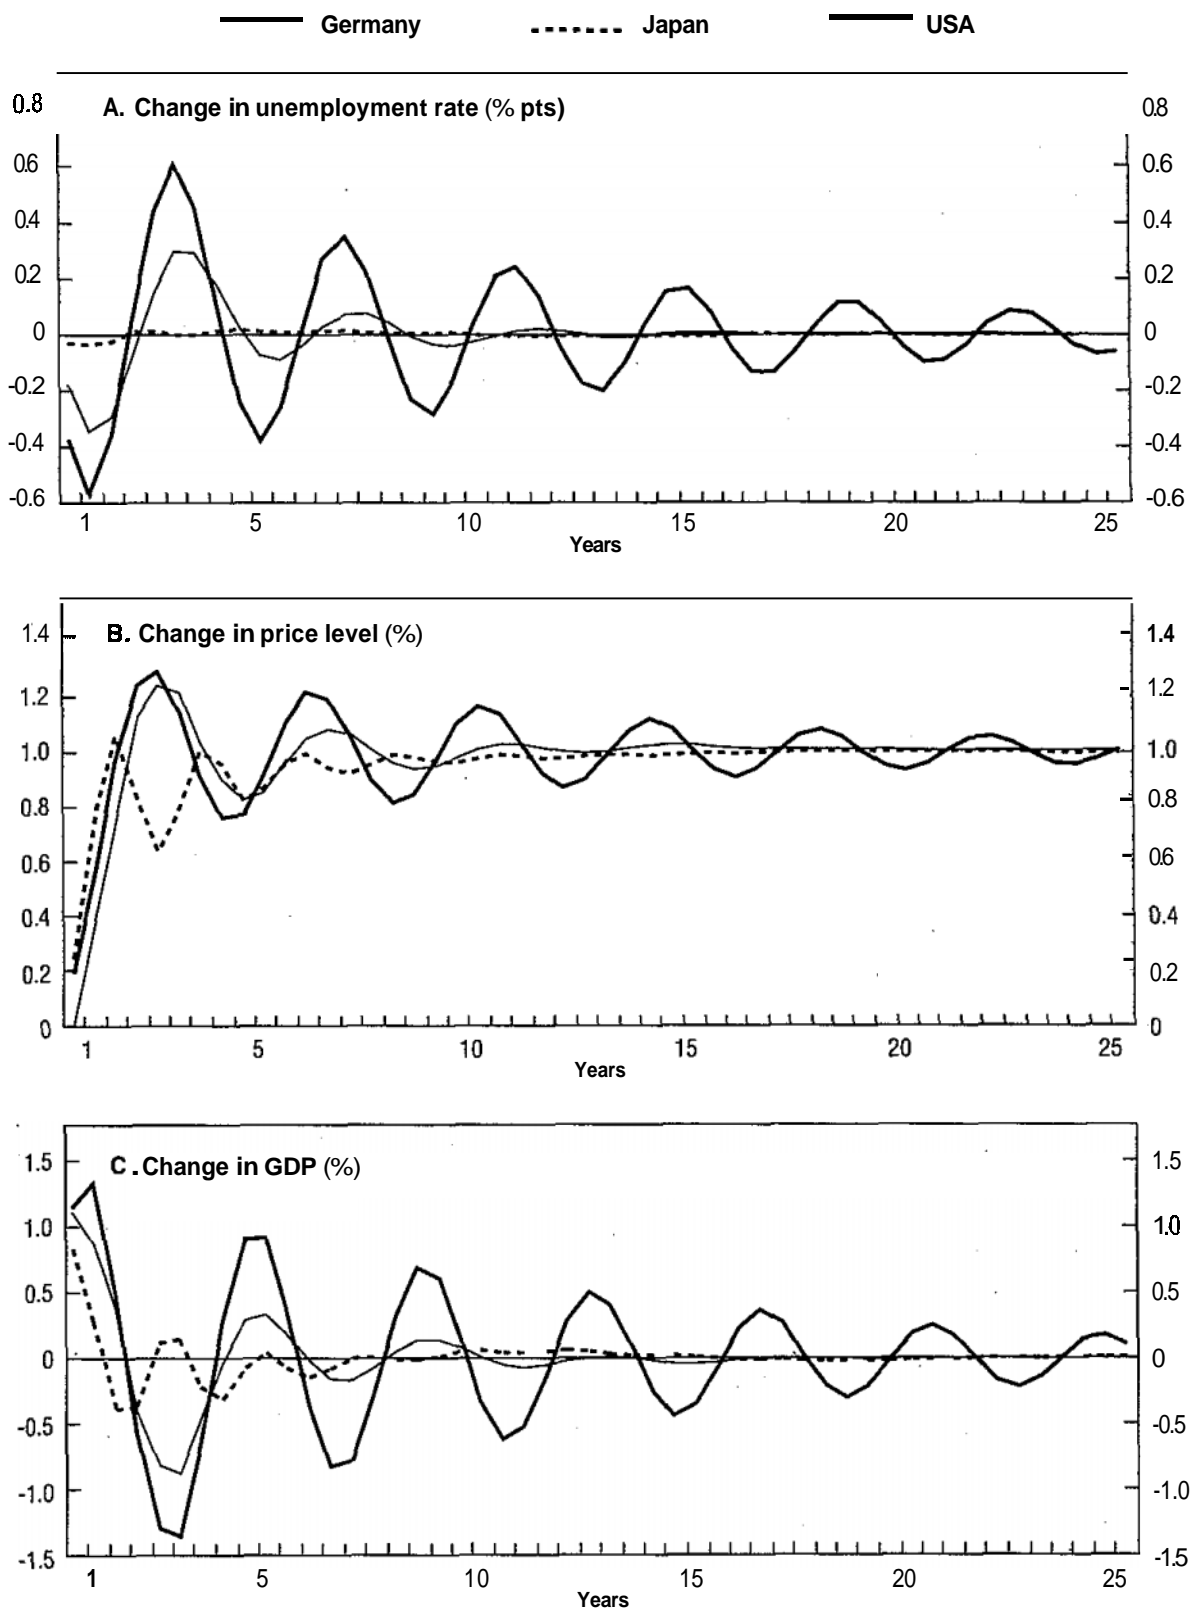 Germany Japan USA
0.8 A. Change in unemployment rate (% pts) 0.8
0.6 0.6
0.4 0.4
0.2 0.2
0 0
-0.2 -0.2
-0.4 -0.4
-0.6 -0.6
1 5 10 15 20 25
Years
1.4 B. Change in price level (%) 1.4
1.2 1.2
1.0 1.0
0.8 0.8
0.6 0.6
0.4 0.4
0.2 0.2
0 0
1 5 10 15 20 25
Years
1.5 C. Change in GDP (%) 1.5
1.0 1.0
0.5 0.5
0 0
-0.5 -0.5
-1.0 -1.0
-1.5 -1.5
1 5 10 15 20 25
Years